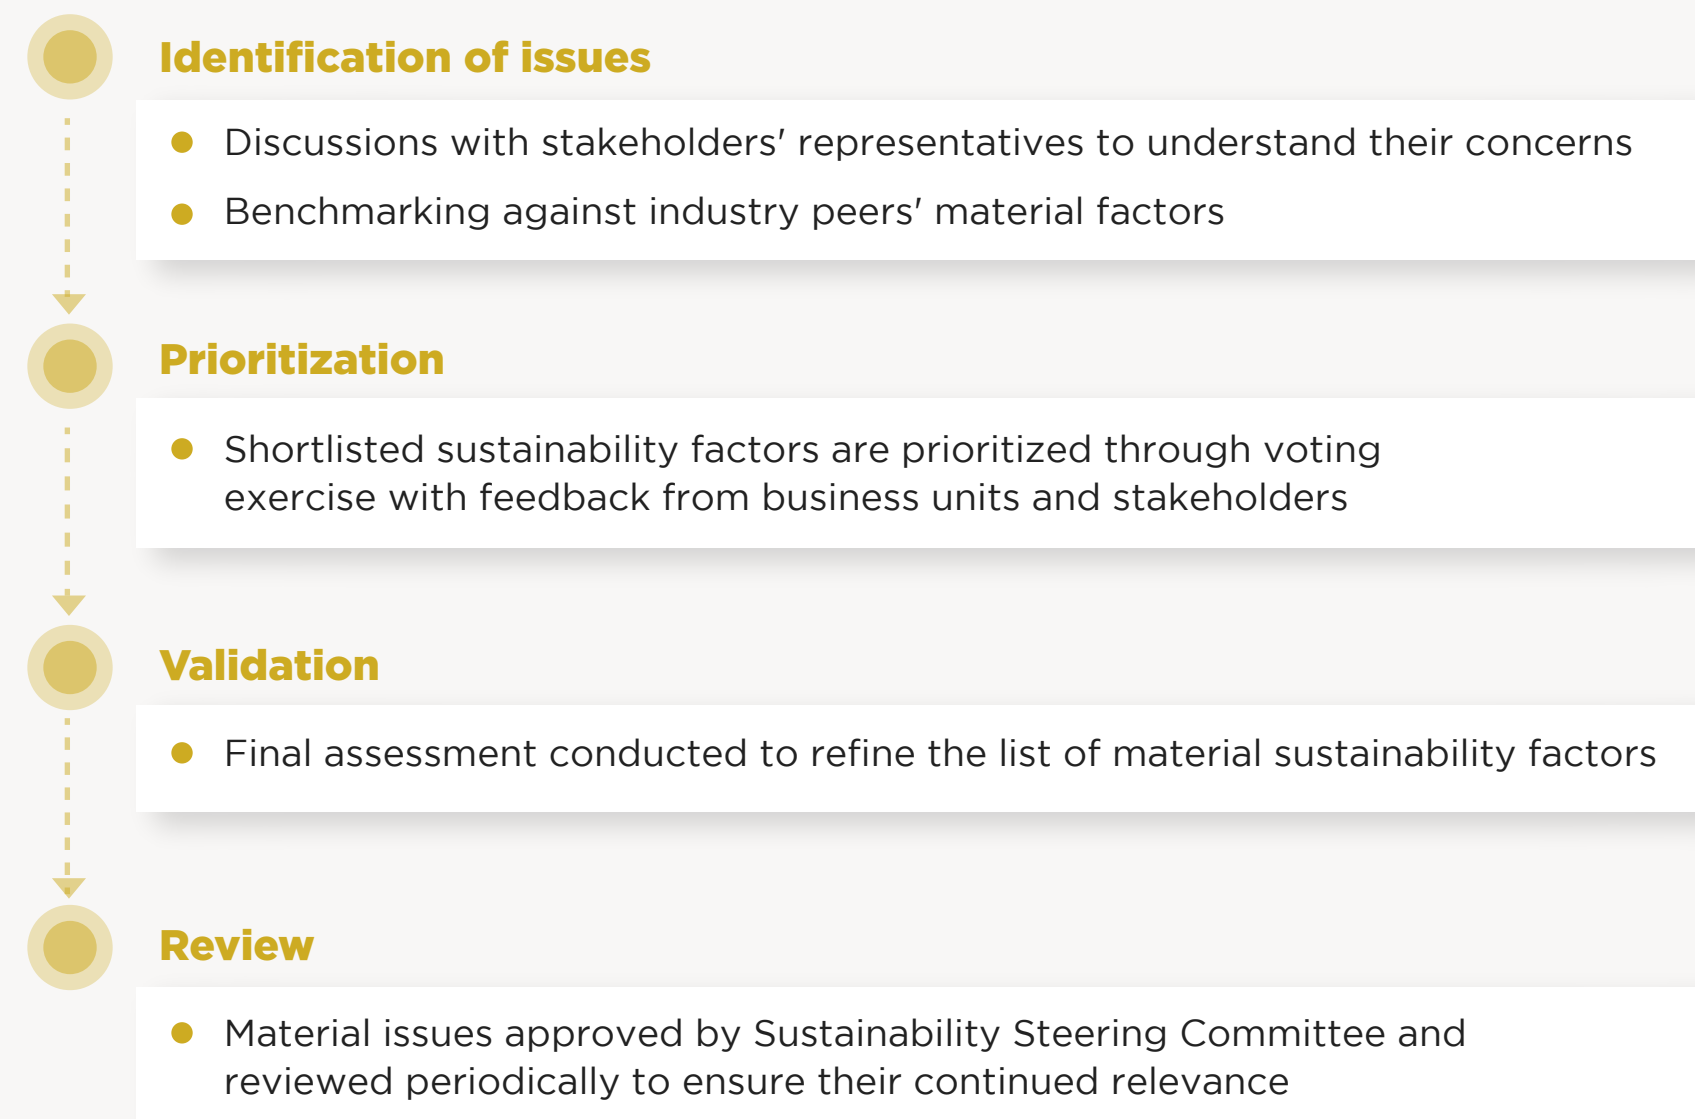 Identification of issues
Discussions with stakeholders' representatives to understand their concerns
Benchmarking against industry peers' material factors
Prioritization
Shortlisted sustainability factors are prioritized through voting
exercise with feedback from business units and stakeholders
Validation
Final assessment conducted to refine the list of material sustainability factors
Review
Material issues approved by Sustainability Steering Committee and
reviewed periodically to ensure their continued relevance